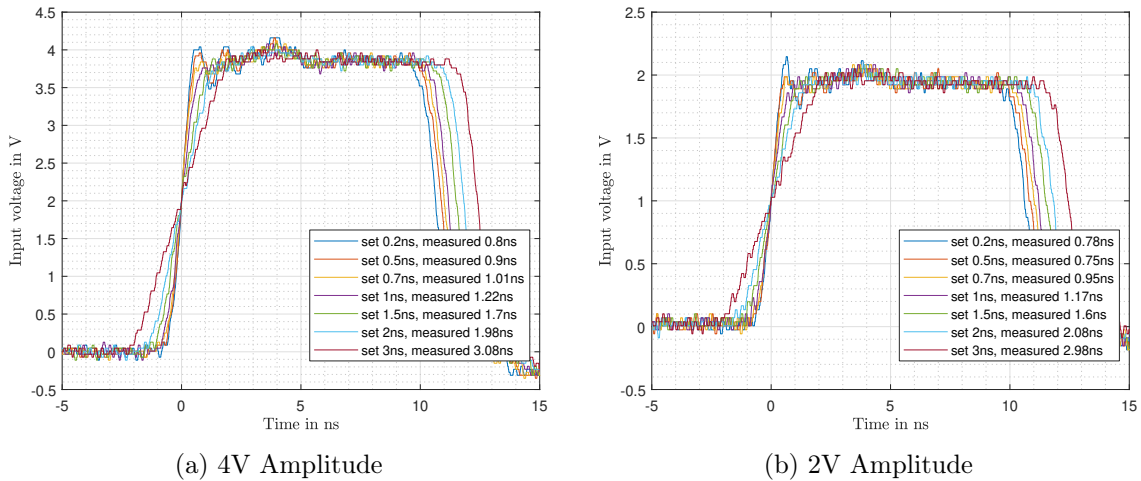 4.5
4
3.5
3
2.5
2
1.5
1
0.5
0
-0.5
Input voltage in V
set 0.2ns, measured 0.8ns
set 0.5ns, measured 0.9ns
set 0.7ns, measured 1.01ns
set 1ns, measured 1.22ns
set 1.5ns, measured 1.7ns
set 2ns, measured 1.98ns
set 3ns, measured 3.08ns
-5 0 5 10 15
Time in ns
(a) 4V Amplitude
2.5
2
1.5
1
0.5
0
-0.5
Input voltage in V
set 0.2ns, measured 0.78ns
set 0.5ns, measured 0.75ns
set 0.7ns, measured 0.95ns
set 1ns, measured 1.17ns
set 1.5ns, measured 1.6ns
set 2ns, measured 2.08ns
set 3ns, measured 2.98ns
-5 0 5 10 15
Time in ns
(b) 2V Amplitude